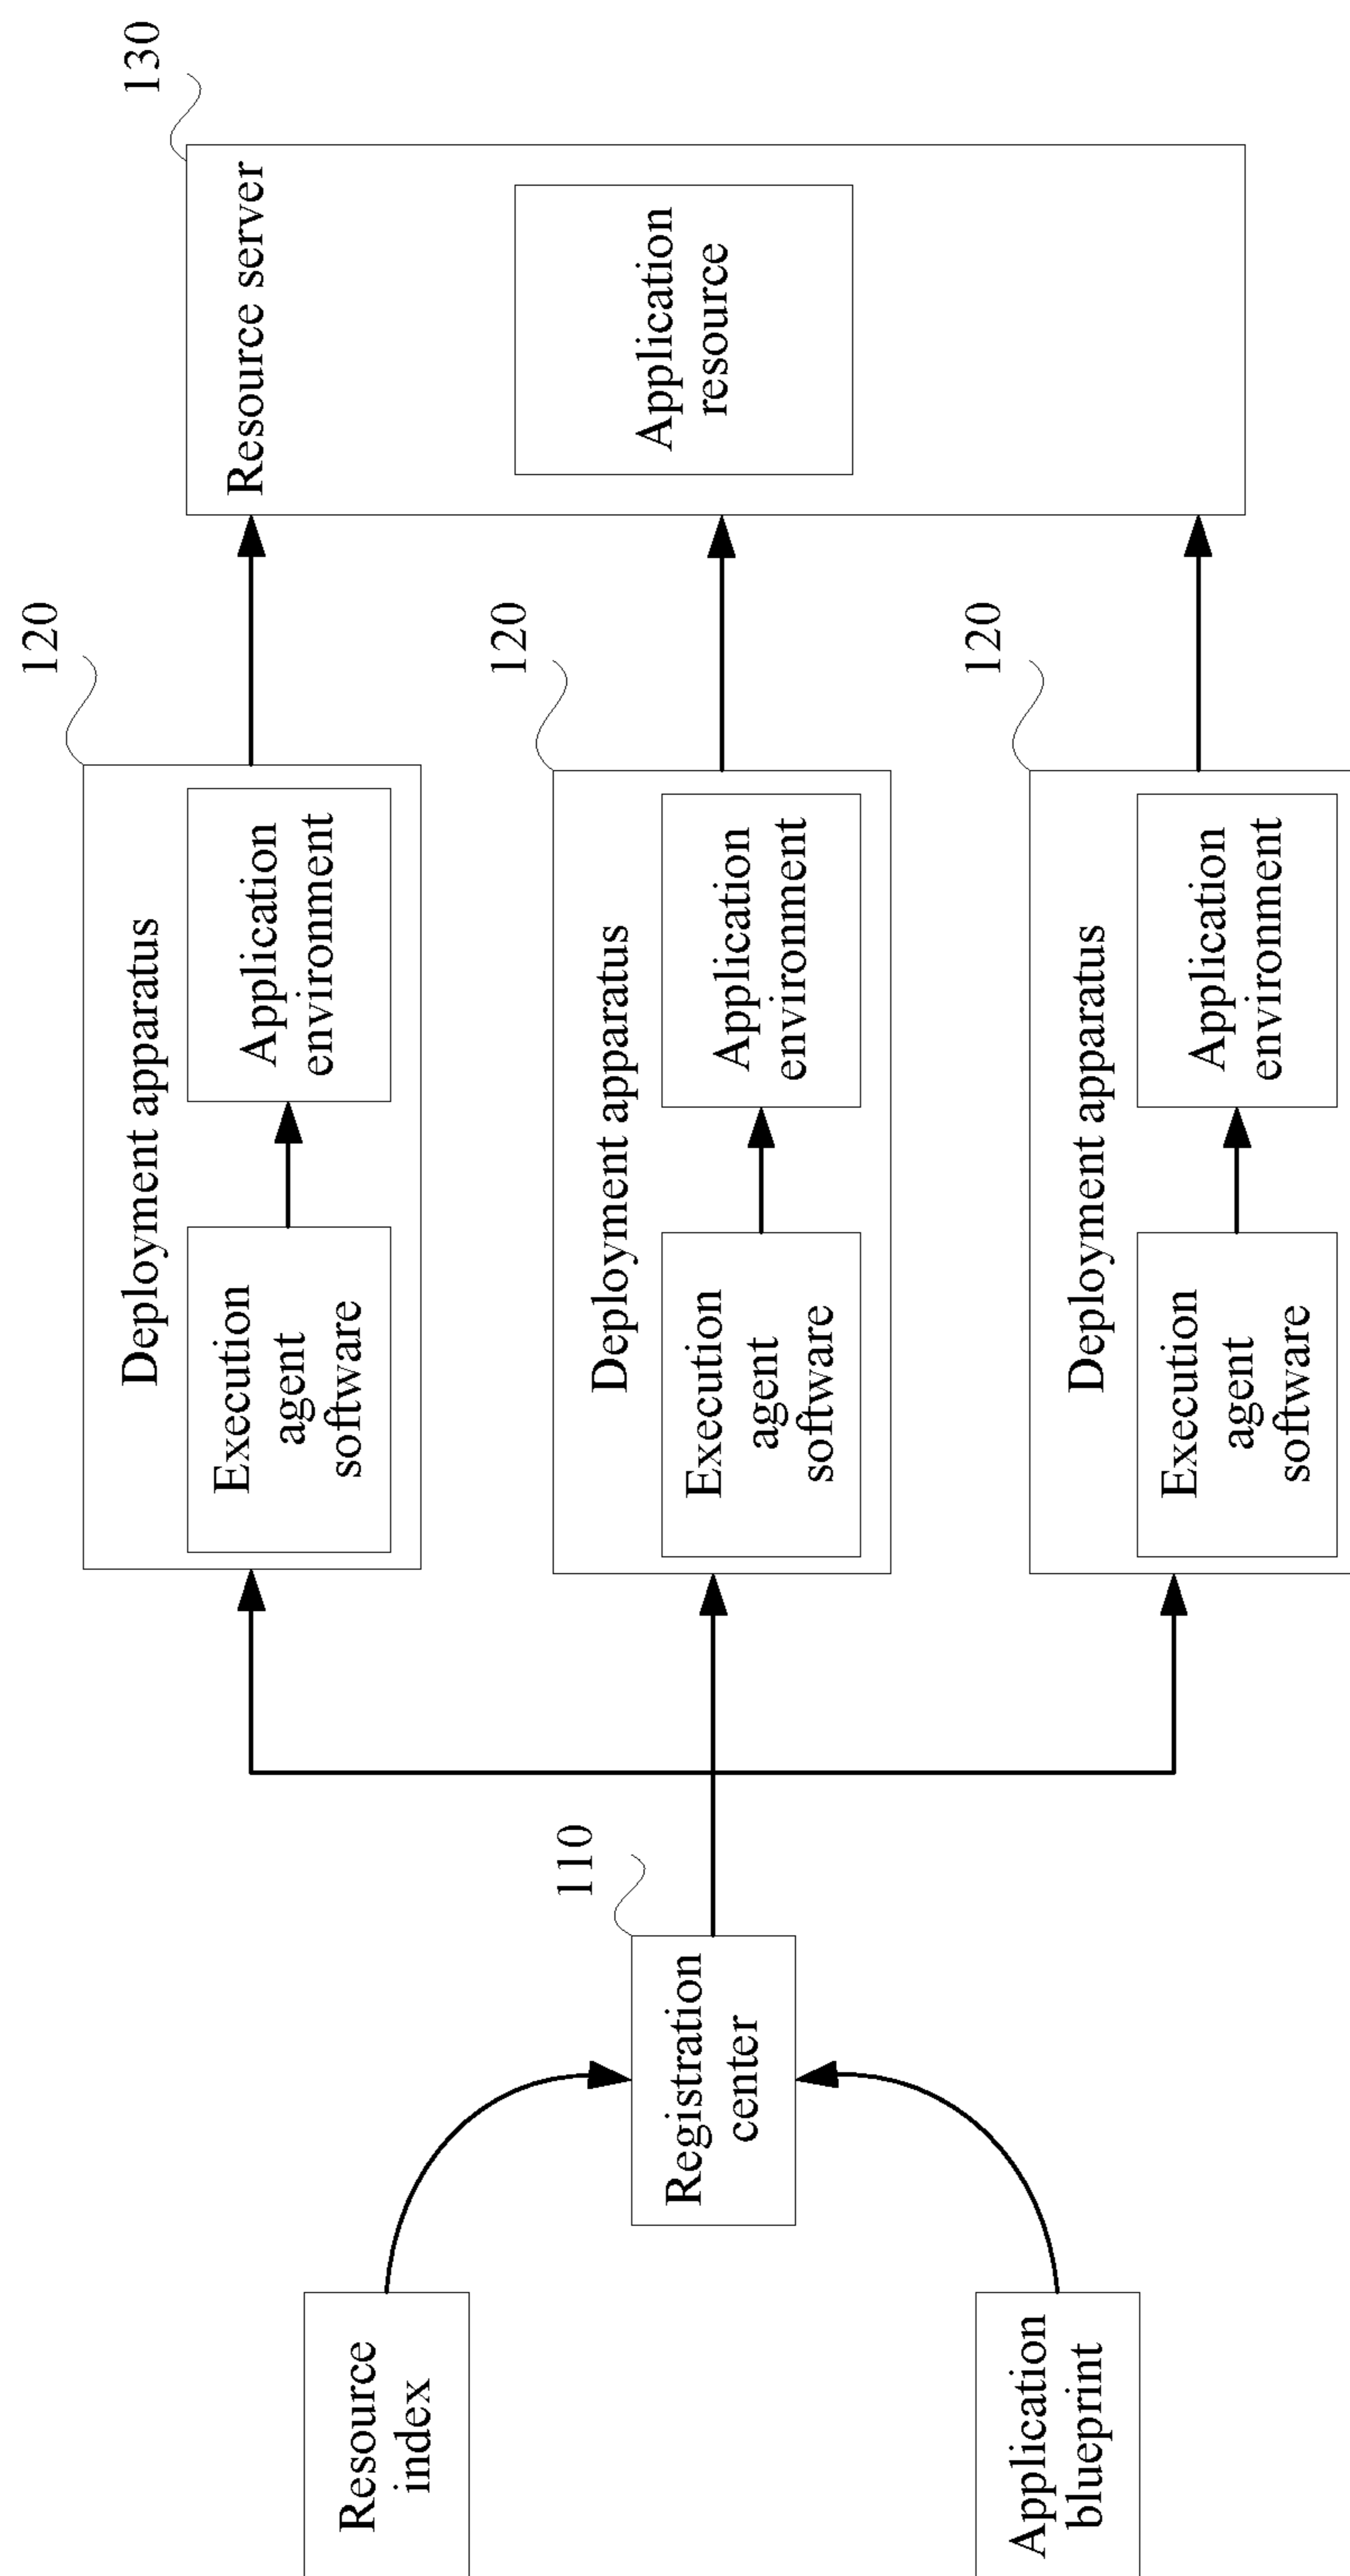 Resource
index
Application
blueprint
110
Registration
center
120
Deployment apparatus
Execution
agent
software
Application
environment
120
Deployment apparatus
Execution
agent
software
Application
environment
120
Deployment apparatus
Execution
agent
software
Application
environment
130
Resource server
Application
resource